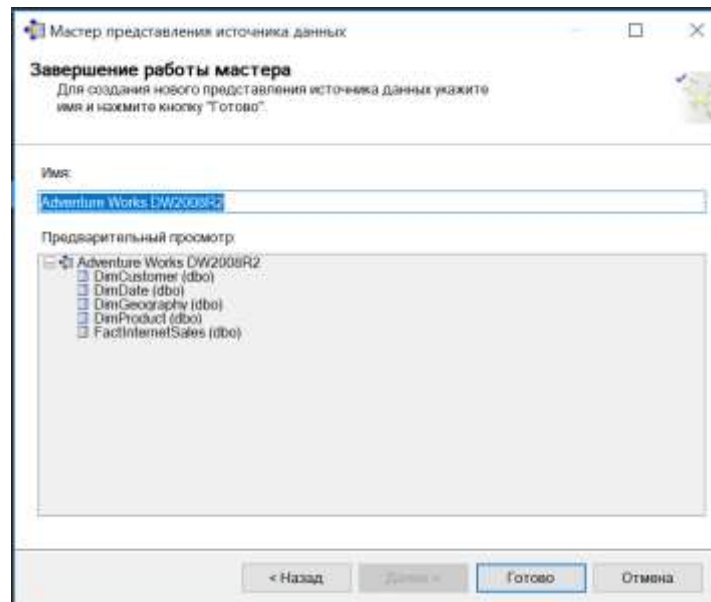 Мастер представления источника данных
Завершение работы мастера
Для создания нового представления источника данных укажите
имя и нажмите кнопку "Готово".
Имя:
Adventure Works DW2008R2
Предварительный просмотр:
Adventure Works DW2008R2
DimCustomer (dbo)
DimDate (dbo)
DimGeography (dbo)
DimProduct (dbo)
FactInternetSales (dbo)
< Назад
Далее >
Готово
Отмена